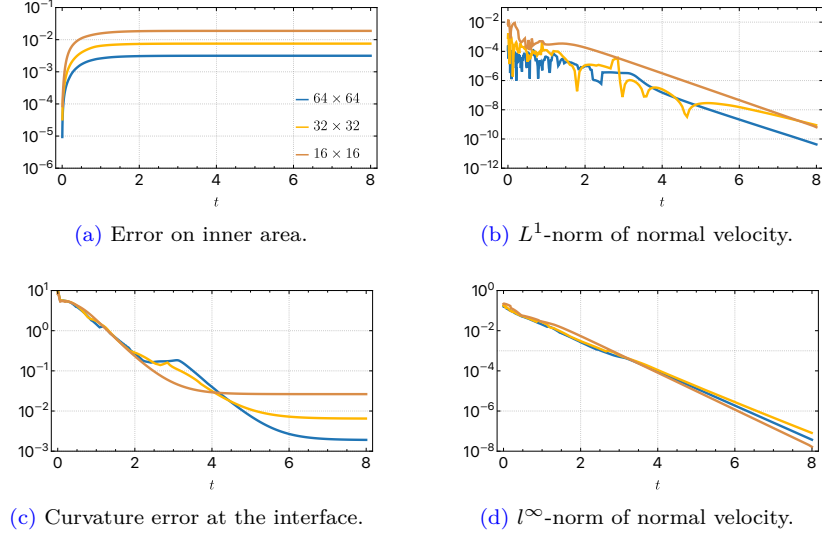 10^{-1}
10^{-2}
10^{-3}
10^{-4}
10^{-5}
10^{-6}
64 × 64
32 × 32
16 × 16
0 2 4 6 8
t
(a) Error on inner area.
10^{-2}
10^{-4}
10^{-6}
10^{-8}
10^{-10}
10^{-12}
0 2 4 6 8
t
(b) L^1-norm of normal velocity.
10^1
10^0
10^{-1}
10^{-2}
10^{-3}
0 2 4 6 8
t
(c) Curvature error at the interface.
10^0
10^{-2}
10^{-4}
10^{-6}
10^{-8}
0 2 4 6 8
t
(d) l^∞-norm of normal velocity.